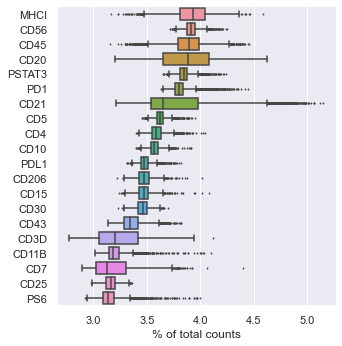 MHCI
CD56
CD45
CD20
PSTAT3
PD1
CD21
CD5
CD4
CD10
PDL1
CD206
CD15
CD30
CD43
CD3D
CD11B
CD7
CD25
PS6
3.0 3.5 4.0 4.5 5.0
% of total counts